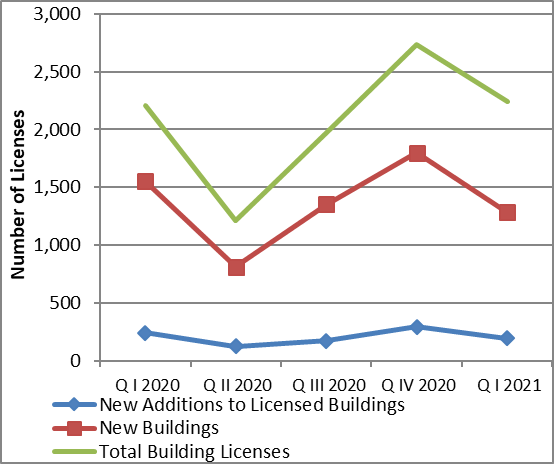 3,000
2,500
2,000
1,500
1,000
500
0
Number of Licenses
Q I 2020 Q II 2020 Q III 2020 Q IV 2020 Q I 2021
New Additions to Licensed Buildings
New Buildings
Total Building Licenses